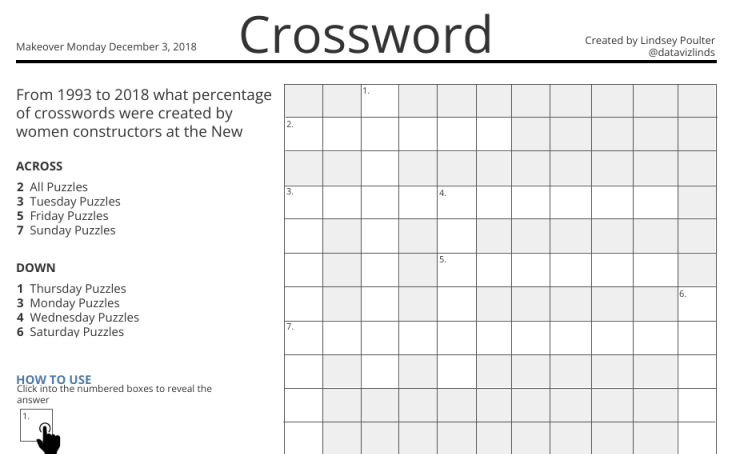 Crossword
Makeover Monday December 3, 2018
Created by Lindsey Poulter
@datavizlinds
From 1993 to 2018 what percentage
of crosswords were created by
women constructors at the New
ACROSS
2 All Puzzles
3 Tuesday Puzzles
5 Friday Puzzles
7 Sunday Puzzles
DOWN
1 Thursday Puzzles
3 Monday Puzzles
4 Wednesday Puzzles
6 Saturday Puzzles
HOW TO USE
Click into the numbered boxes to reveal the
answer
1.
1.
2.
3.
4.
5.
6.
7.